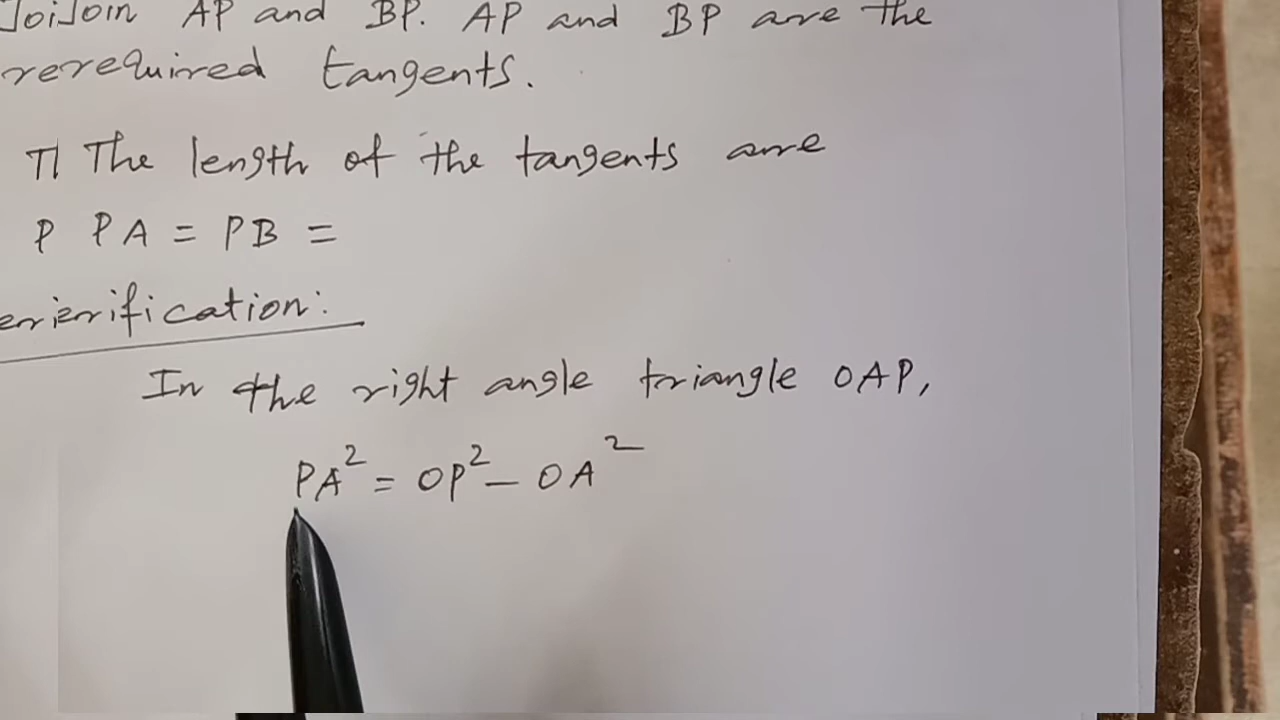 JoiJoin AP and BP. AP and BP are the
rerequired tangents.
Tl The length of the tangents are
P PA = PB =
erierification:
In the right angle triangle OAP,
PA² = OP² - OA²